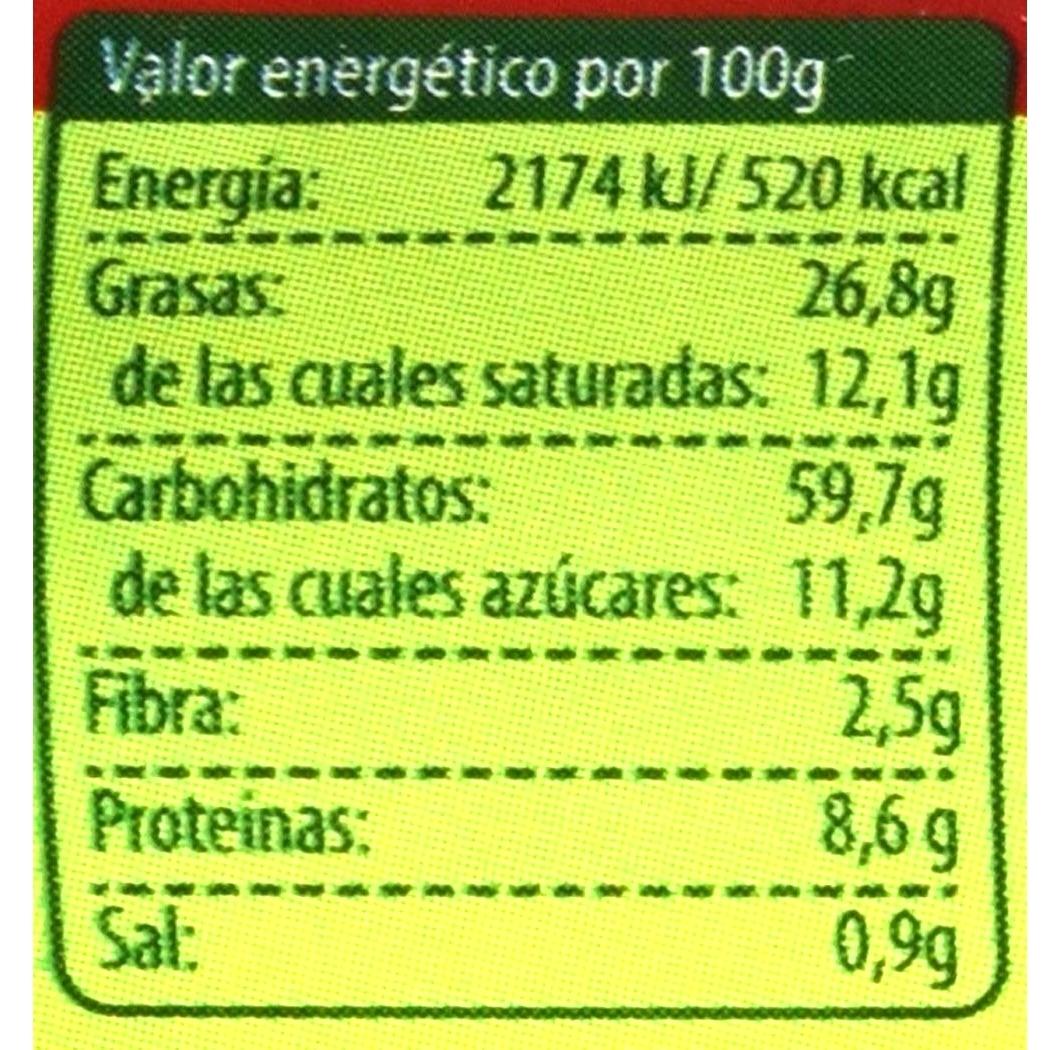 Valor energético por 100g
Energía: 2174 kJ/ 520 kcal
Grasas: 26,8g
de las cuales saturadas: 12,1g
Carbohidratos: 59,7g
de las cuales azúcares: 11,2g
Fibra: 2,5g
Proteínas: 8,6 g
Sal: 0,9g